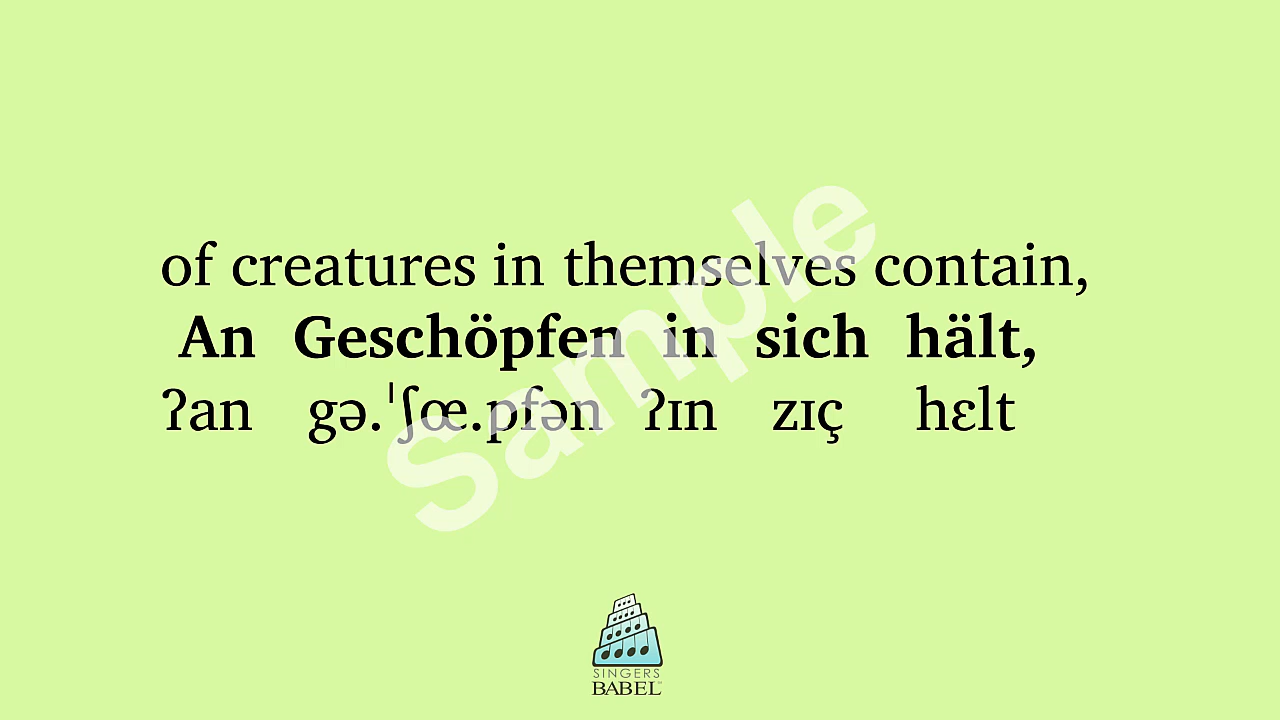 of creatures in themselves contain,
An Geschöpfen in sich hält,
ʔan gə.ˈʃœ.pfən ʔɪn zɪç hɛlt
Sample
SINGERS
BABEL™